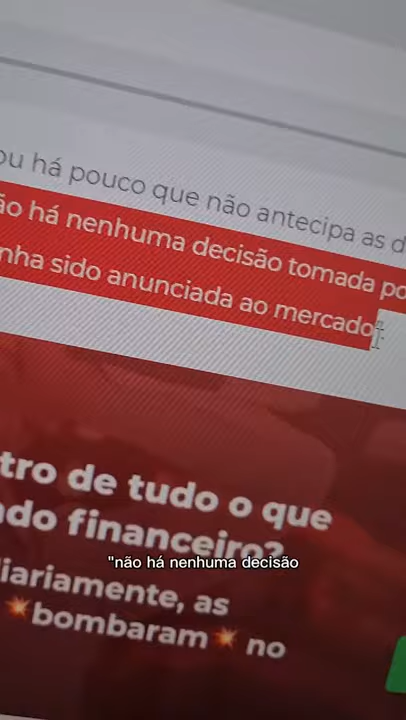 ou há pouco que não antecipa as d
ão há nenhuma decisão tomada po
nha sido anunciada ao mercado
tro de tudo o que
ado financeiro?
"não há nenhuma decisão
iariamente, as
💥bombaram💥 no